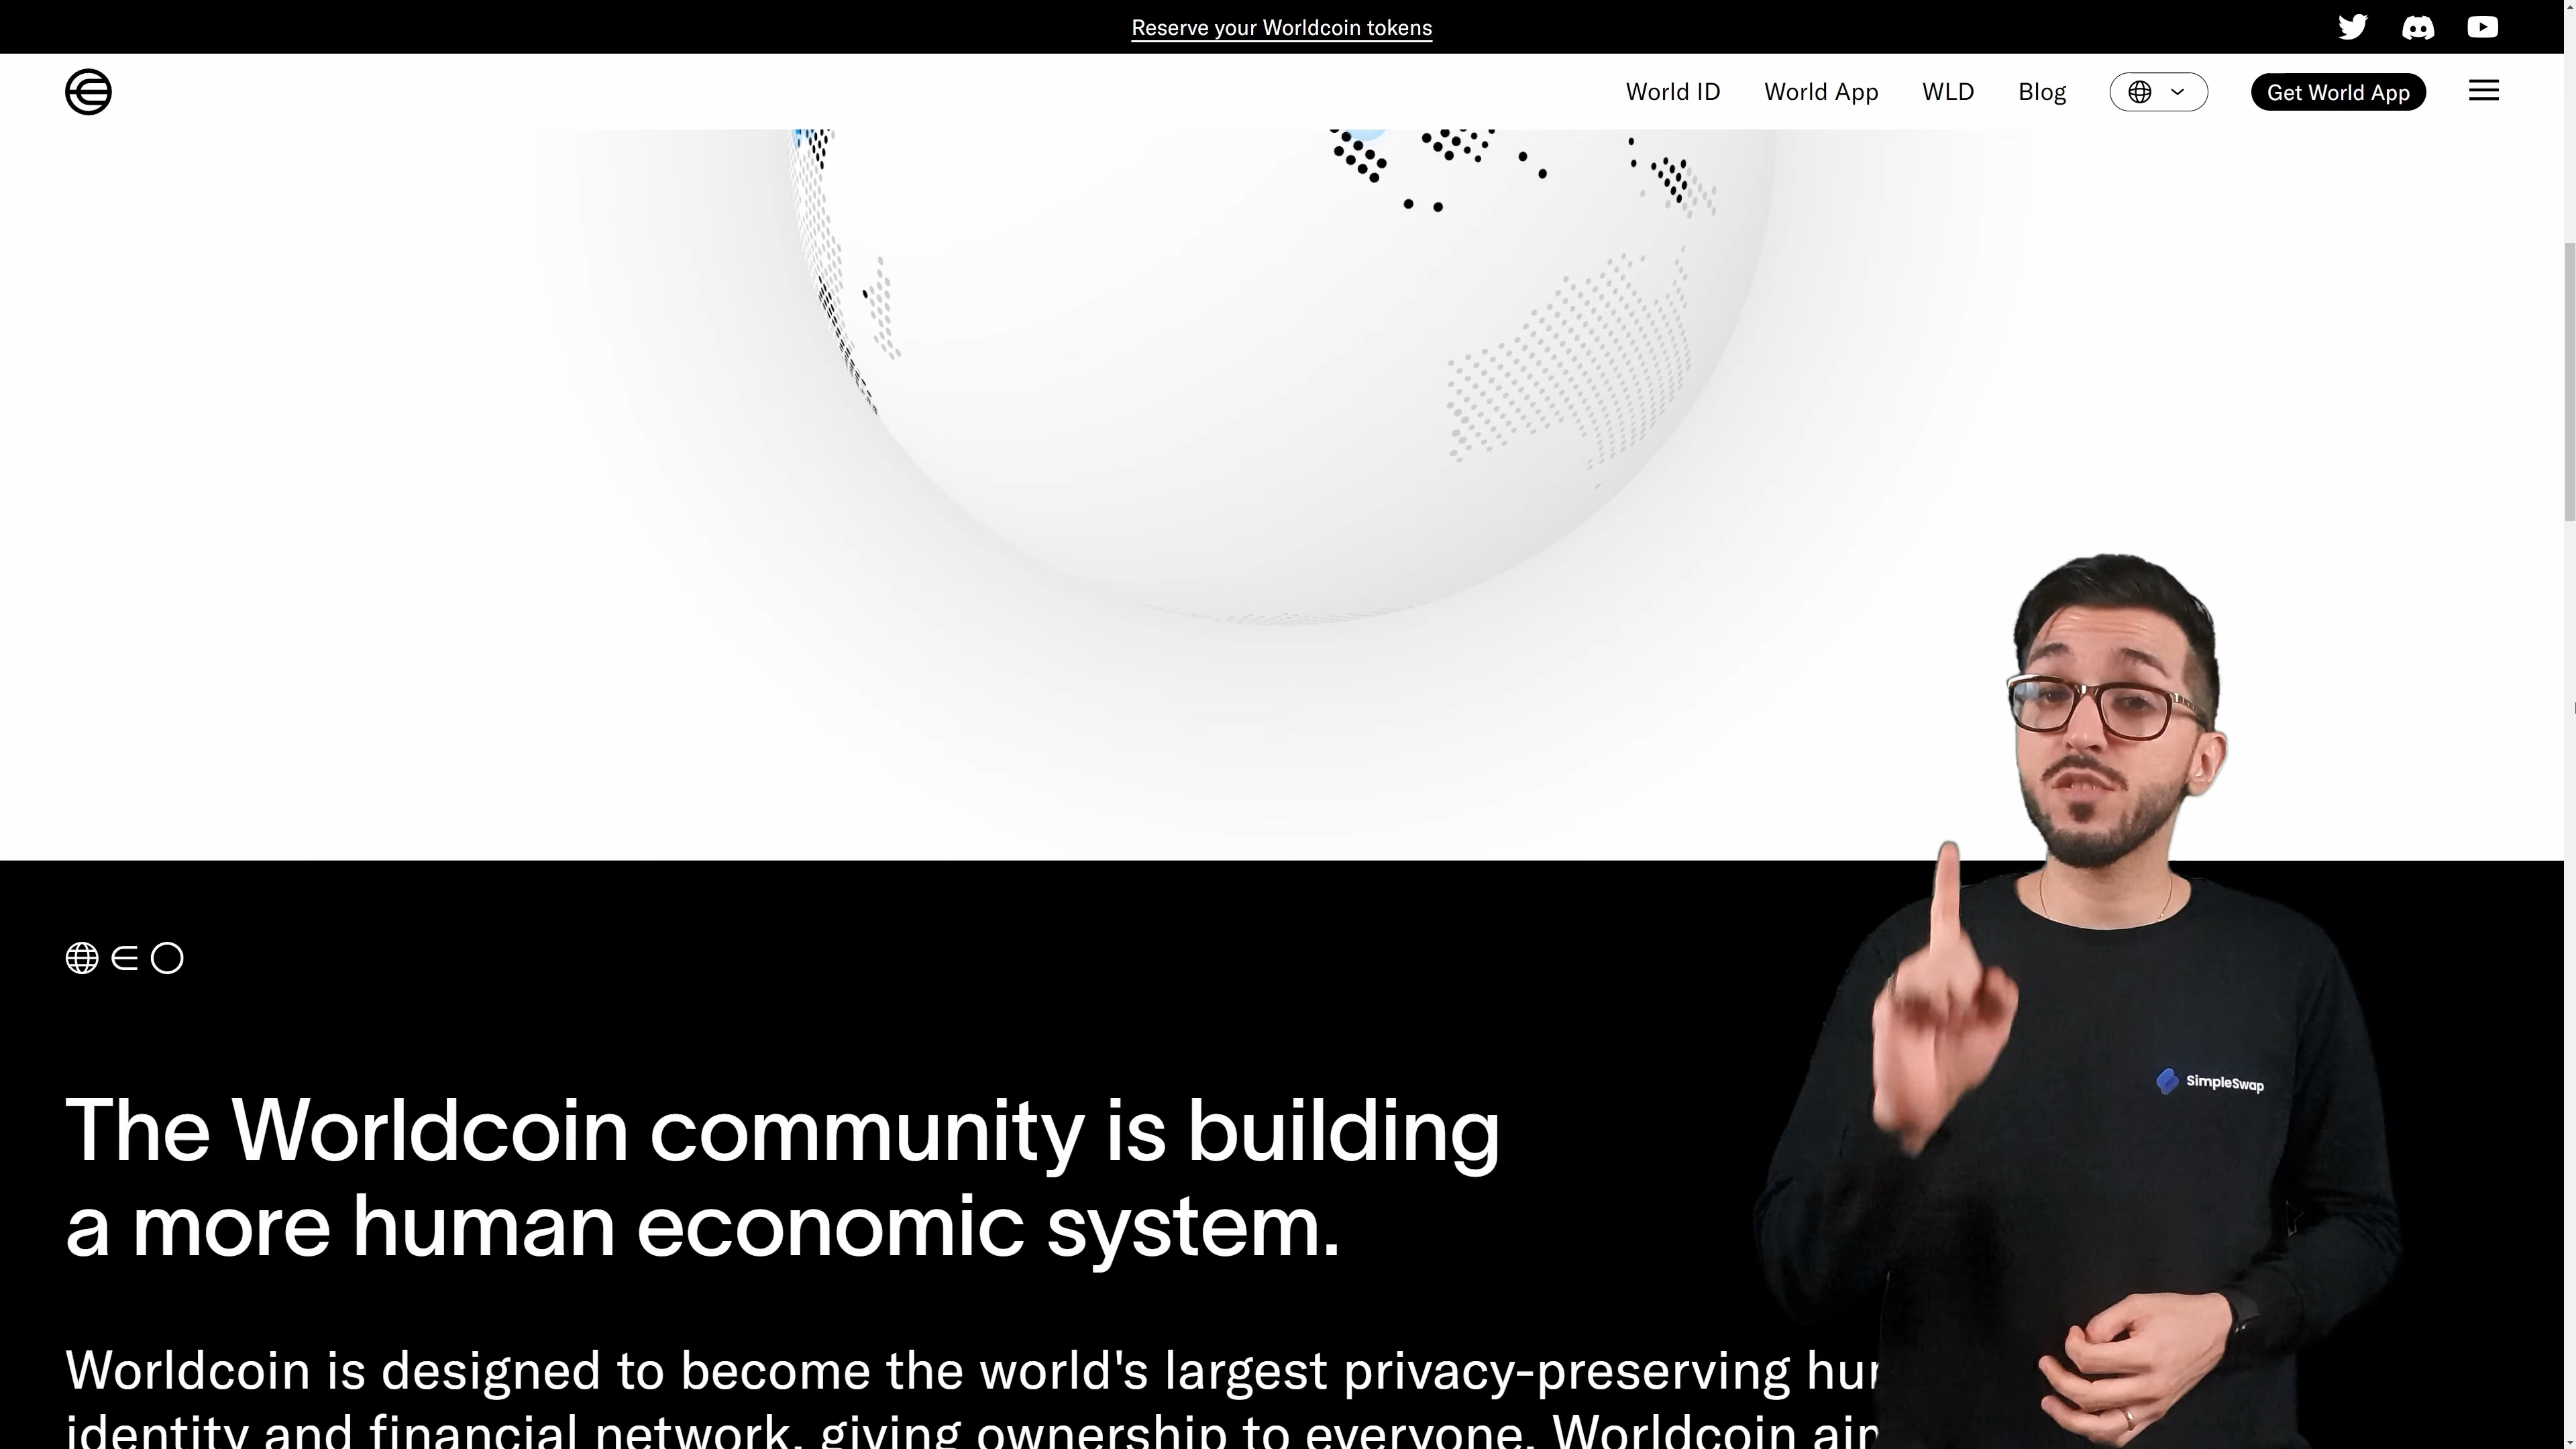 Reserve your Worldcoin tokens
World ID
World App
WLD
Blog
Get World App
The Worldcoin community is building
a more human economic system.
SimpleSwap
Worldcoin is designed to become the world's largest privacy-preserving
identity and financial network, giving ownership to everyone. Worldcoin